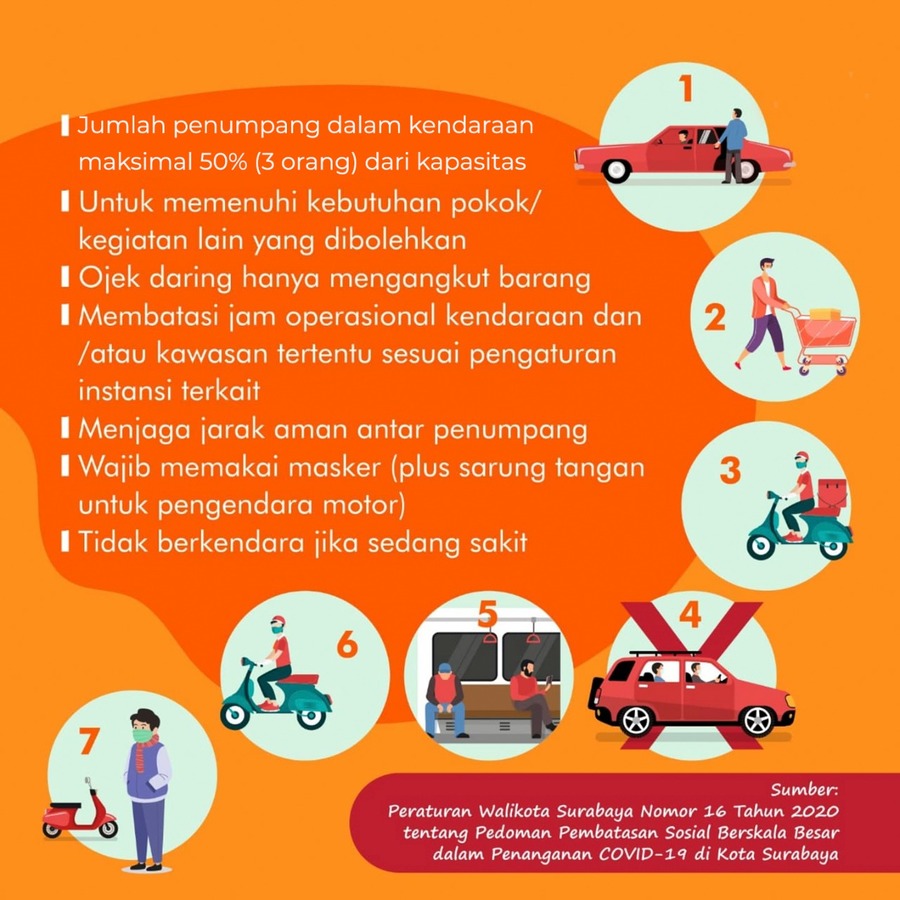 Jumlah penumpang dalam kendaraan
maksimal 50% (3 orang) dari kapasitas
Untuk memenuhi kebutuhan pokok/
kegiatan lain yang dibolehkan
Ojek daring hanya mengangkut barang
Membatasi jam operasional kendaraan dan
/atau kawasan tertentu sesuai pengaturan
instansi terkait
Menjaga jarak aman antar penumpang
Wajib memakai masker (plus sarung tangan
untuk pengendara motor)
Tidak berkendara jika sedang sakit
1
2
3
4
5
6
7
Sumber:
Peraturan Walikota Surabaya Nomor 16 Tahun 2020
tentang Pedoman Pembatasan Sosial Berskala Besar
dalam Penanganan COVID-19 di Kota Surabaya